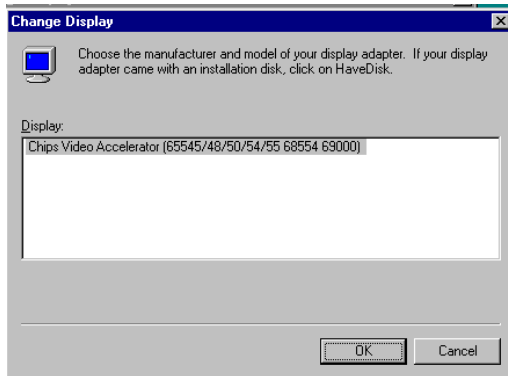 Change Display
Choose the manufacturer and model of your display adapter. If your display
adapter came with an installation disk, click on HaveDisk.
Display:
Chips Video Accelerator (65545/48/50/54/55 68554 69000)
OK Cancel